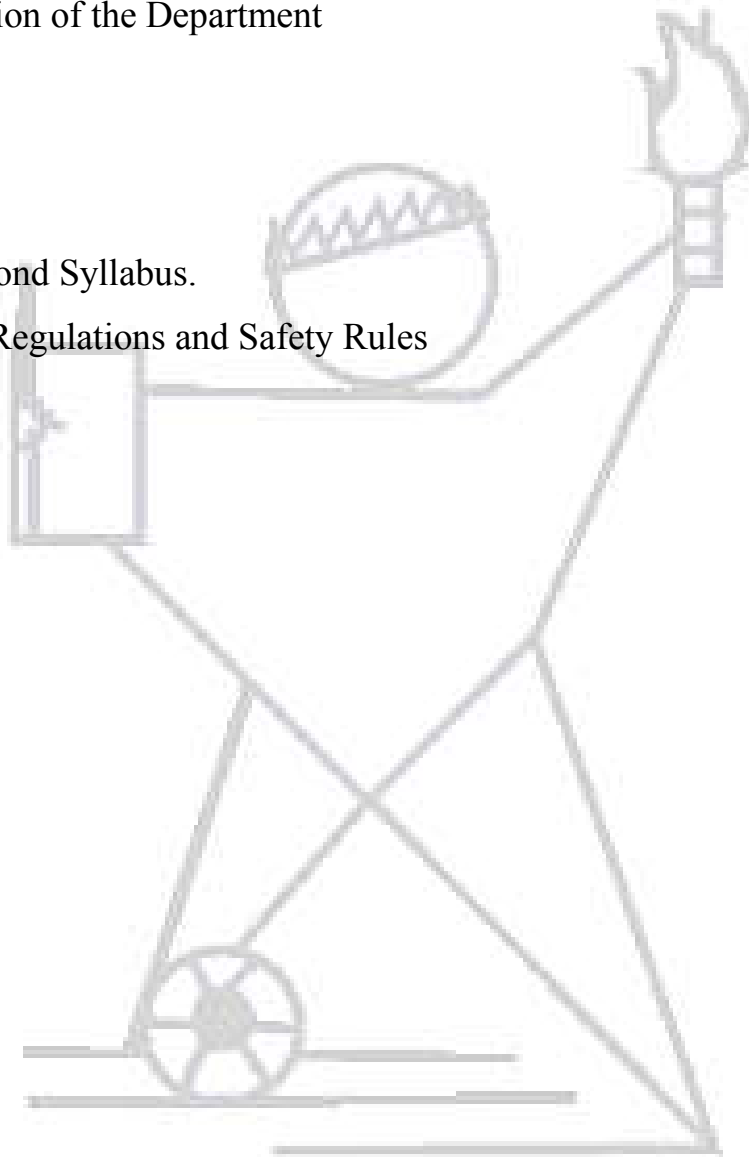 ion of the Department
ond Syllabus.
Regulations and Safety Rules